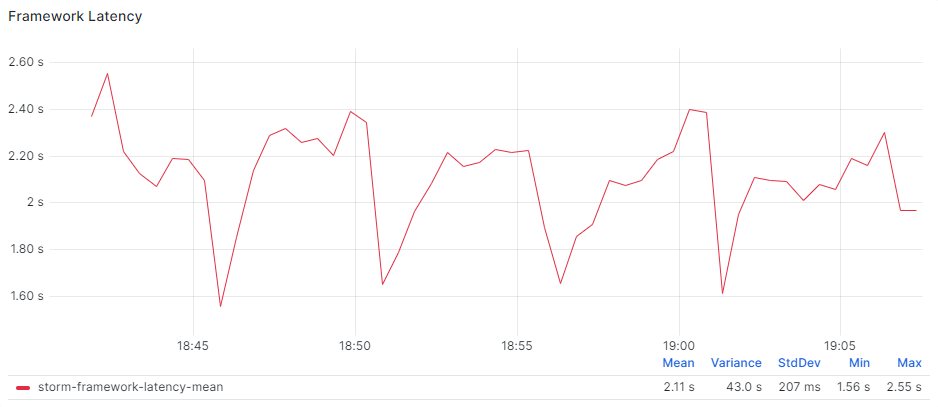 Framework Latency
2.60 s
2.40 s
2.20 s
2 s
1.80 s
1.60 s
18:45 18:50 18:55 19:00 19:05
Mean Variance StdDev Min Max
storm-framework-latency-mean 2.11 s 43.0 s 207 ms 1.56 s 2.55 s